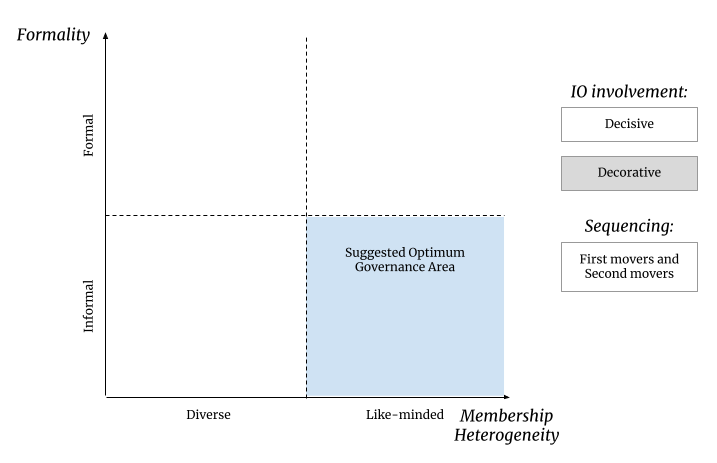 Formality
Formal
Informal
Suggested Optimum
Governance Area
Diverse
Like-minded
Membership
Heterogeneity
IO involvement:
Decisive
Decorative
Sequencing:
First movers and
Second movers